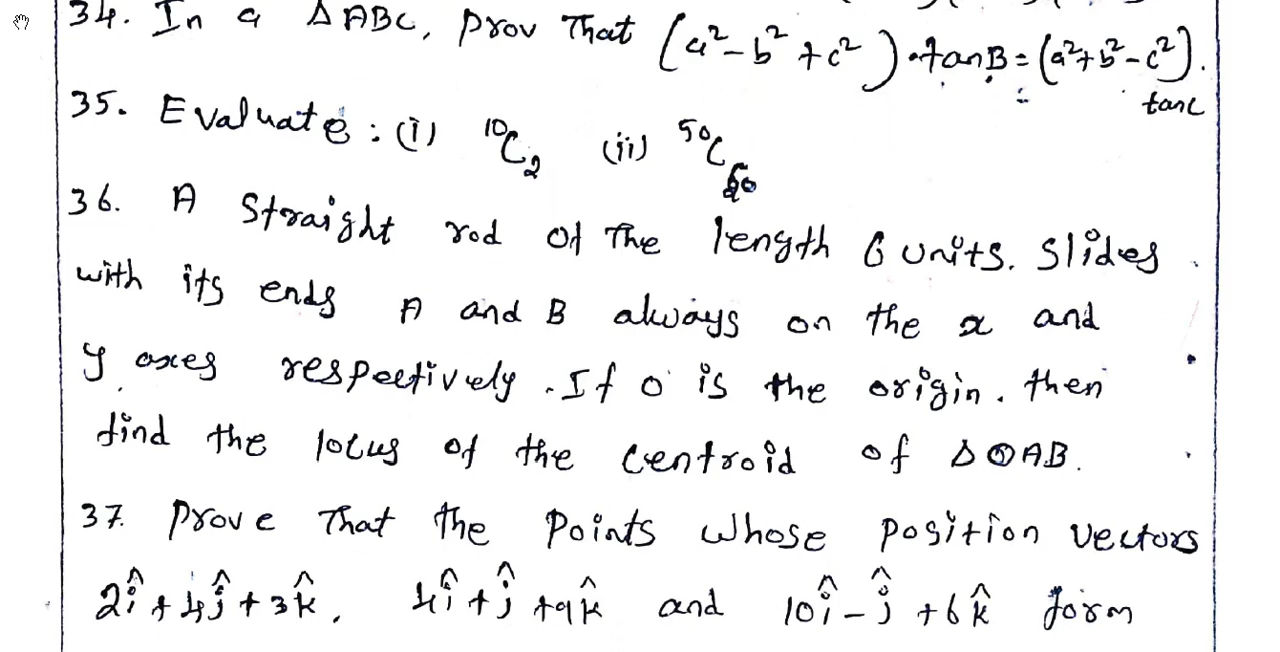 34. In a ΔABC, prov That (a²-b²+c²).tanB=(a²+b²-c²).
tanC
35. Evaluate : (i) ¹⁰C₂ (ii) ⁵⁰C
36. A Straight rod of The length 6 units. Slides
with its ends A and B always on the x and
y axes respectively. If o is the origin. then
find the locus of the centroid of ΔOAB.
37. Prove That the Points whose position vectors
2î+4ĵ+3k̂, 4î+ĵ+9k̂ and 10î-ĵ+6k̂ form